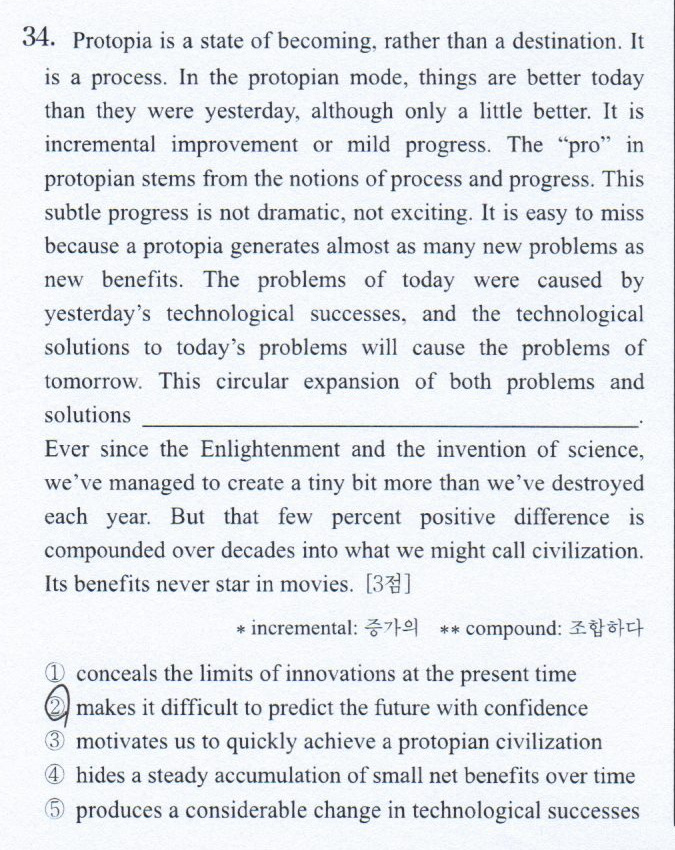 34. Protopia is a state of becoming, rather than a destination. It
is a process. In the protopian mode, things are better today
than they were yesterday, although only a little better. It is
incremental improvement or mild progress. The “pro” in
protopian stems from the notions of process and progress. This
subtle progress is not dramatic, not exciting. It is easy to miss
because a protopia generates almost as many new problems as
new benefits. The problems of today were caused by
yesterday’s technological successes, and the technological
solutions to today’s problems will cause the problems of
tomorrow. This circular expansion of both problems and
solutions ______________________________________.
Ever since the Enlightenment and the invention of science,
we’ve managed to create a tiny bit more than we’ve destroyed
each year. But that few percent positive difference is
compounded over decades into what we might call civilization.
Its benefits never star in movies. [3점]
* incremental:증가의 ** compound: 조합하다
① conceals the limits of innovations at the present time
② makes it difficult to predict the future with confidence
③ motivates us to quickly achieve a protopian civilization
④ hides a steady accumulation of small net benefits over time
⑤ produces a considerable change in technological successes